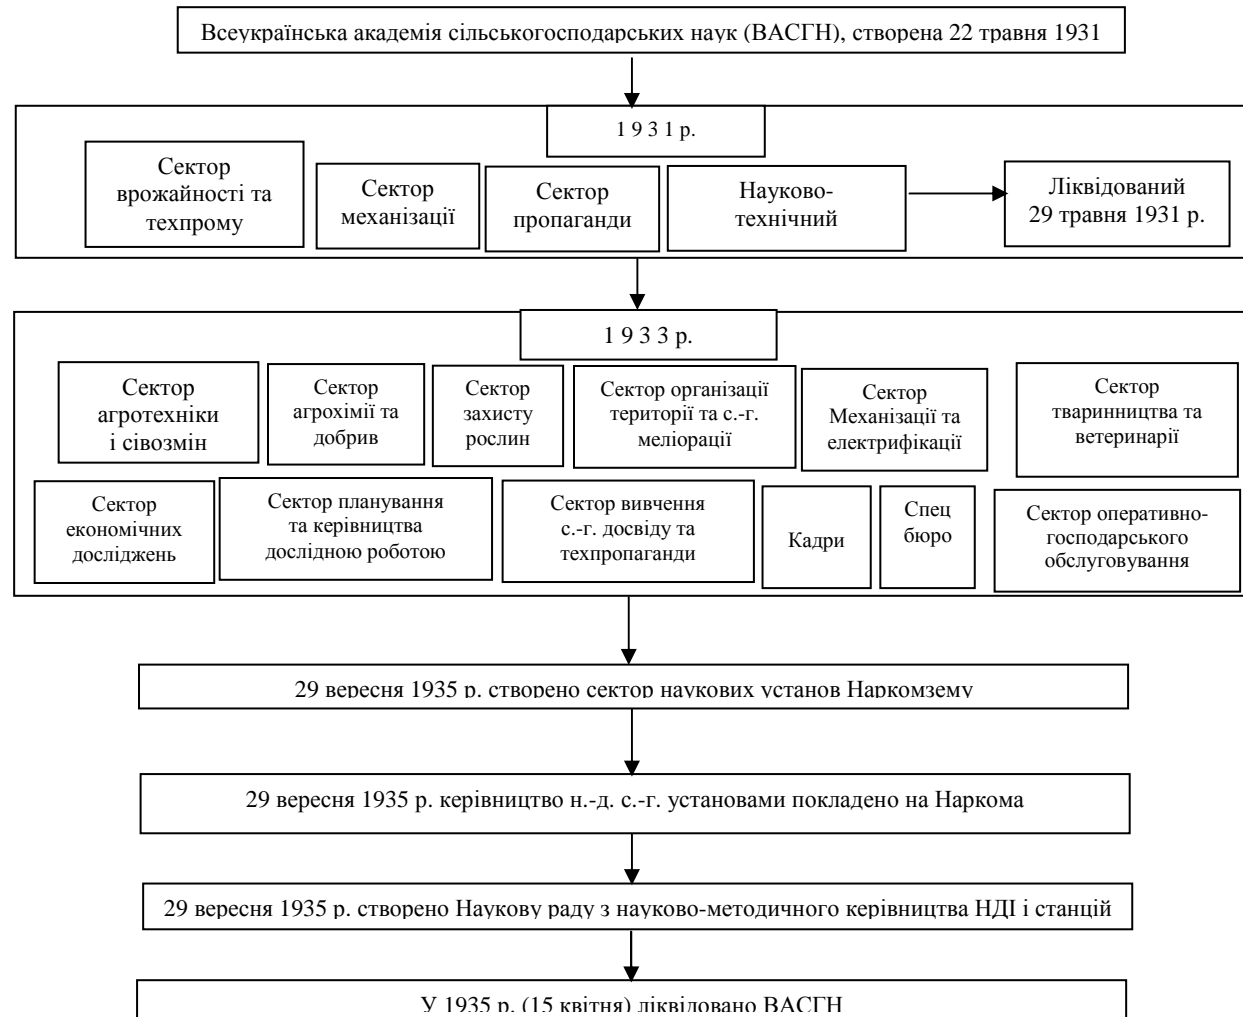 Всеукраїнська академія сільськогосподарських наук (ВАСГН), створена 22 травня 1931
1 9 3 1 р.
Сектор
врожайності та
техпрому
Сектор
механізації
Сектор
пропаганди
Науково-
технічний
Ліквідований
29 травня 1931 р.
1 9 3 3 р.
Сектор
агротехніки
і сівозмін
Сектор
агрохімії та
добрив
Сектор
захисту
рослин
Сектор організації
території та с.-г.
меліорації
Сектор
Механізації та
електрифікації
Сектор
тваринництва та
ветеринарії
Сектор
економічних
досліджень
Сектор планування
та керівництва
дослідною роботою
Сектор вивчення
с.-г. досвіду та
техпропаганди
Кадри
Спец
бюро
Сектор оперативно-
господарського
обслуговування
29 вересня 1935 р. створено сектор наукових установ Наркомзему
29 вересня 1935 р. керівництво н.-д. с.-г. установами покладено на Наркома
29 вересня 1935 р. створено Наукову раду з науково-методичного керівництва НДІ і станцій
У 1935 р. (15 квітня) ліквідовано ВАСГН